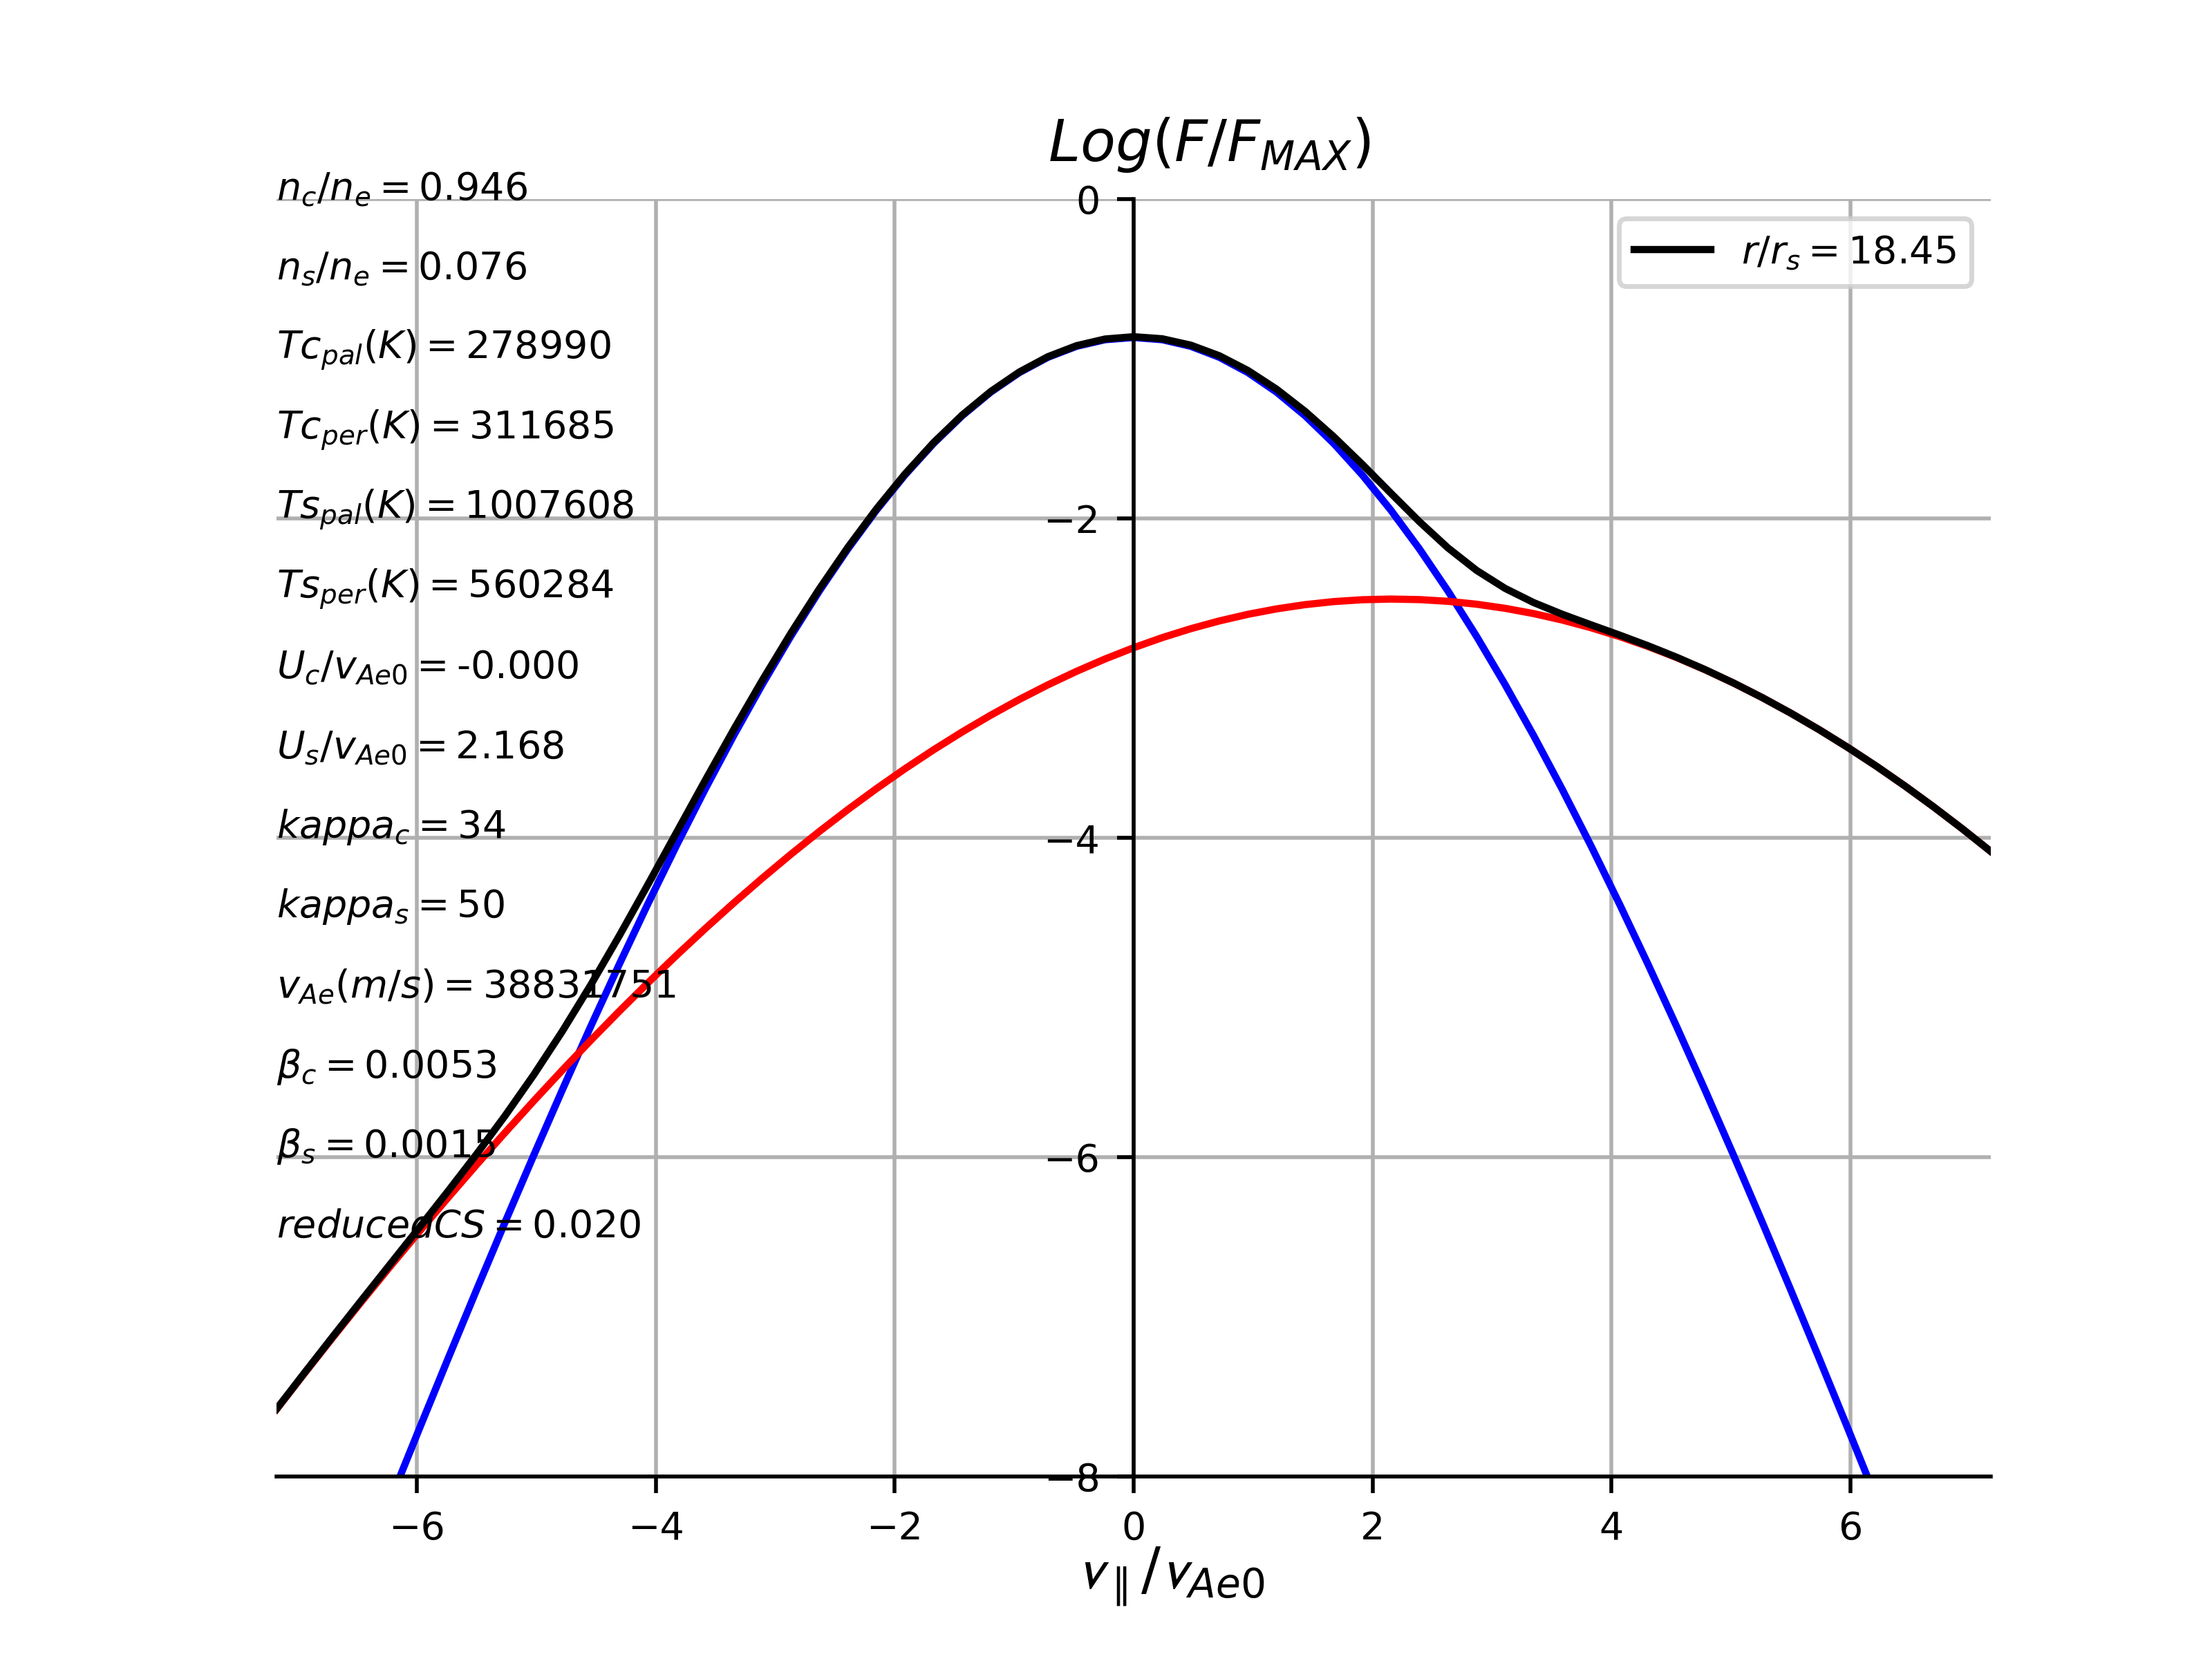 Log(F/F_MAX)
n_c/n_e = 0.946
n_s/n_e = 0.076
Tc_pal(K) = 278990
Tc_per(K) = 311685
Ts_pal(K) = 1007608
Ts_per(K) = 560284
U_c/v_Ae0 = -0.000
U_s/v_Ae0 = 2.168
kappa_c = 34
kappa_s = 50
v_Ae(m/s) = 38831751
β_c = 0.0053
β_s = 0.0015
reducedCS = 0.020
r/r_s = 18.45
0
−2
−4
−6
−8
−6 −4 −2 0 2 4 6
v_∥/v_Ae0